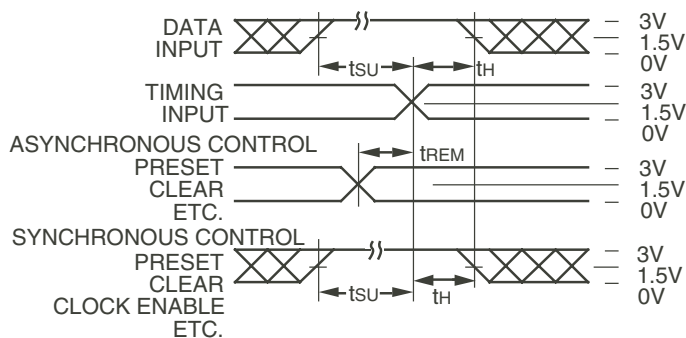 DATA
INPUT
tSU
tH
3V
1.5V
0V
TIMING
INPUT
3V
1.5V
0V
ASYNCHRONOUS CONTROL
PRESET
CLEAR
ETC.
tREM
3V
1.5V
0V
SYNCHRONOUS CONTROL
PRESET
CLEAR
CLOCK ENABLE
ETC.
tSU
tH
3V
1.5V
0V